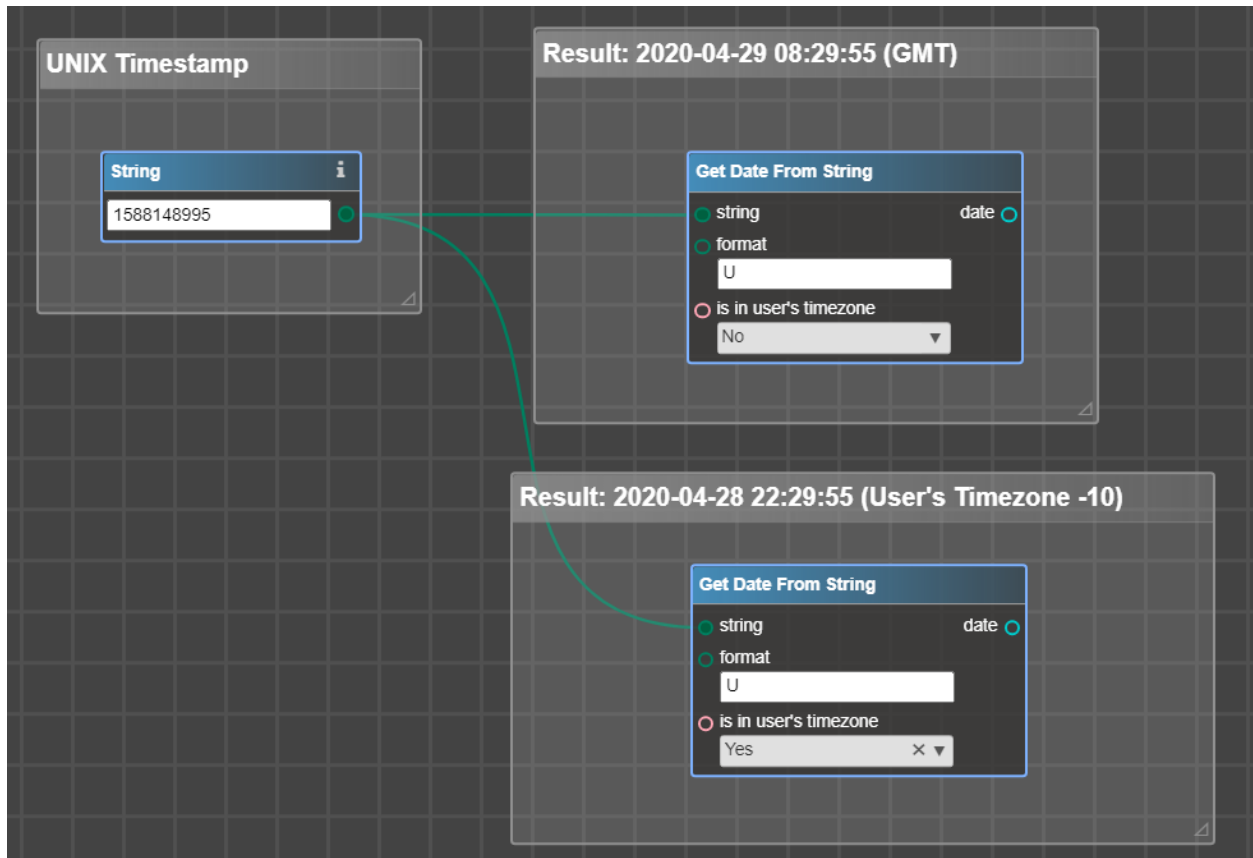 UNIX Timestamp
String i
1588148995
Result: 2020-04-29 08:29:55 (GMT)
Get Date From String
string date
format
U
is in user's timezone
No
Result: 2020-04-28 22:29:55 (User's Timezone -10)
Get Date From String
string date
format
U
is in user's timezone
Yes